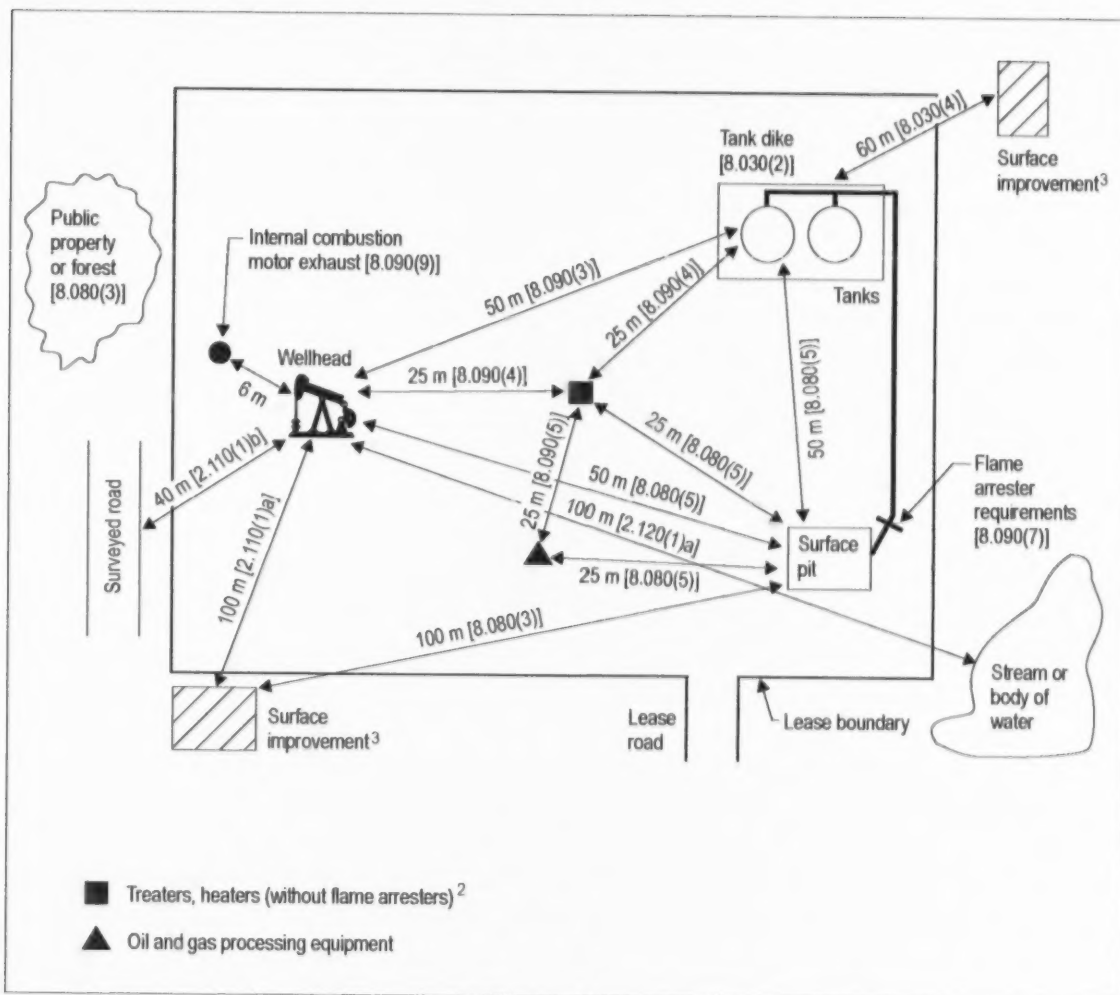 60 m [8.030(4)]
Tank dike
[8.030(2)]
Surface
improvement3
Public
property
or forest
[8.080(3)]
Internal combustion
motor exhaust [8.090(9)]
50 m [8.090(3)]
25 m [8.090(4)]
Tanks
Wellhead
25 m [8.090(4)]
6 m
50 m [8.080(5)]
25 m [8.080(5)]
25 m [8.090(5)]
40 m [2.110(1)b]
50 m [8.080(5)]
100 m [2.120(1)a]
Flame
arrester
requirements
[8.090(7)]
Surveyed road
100 m [2.110(1)a]
Surface
pit
25 m [8.080(5)]
100 m [8.080(3)]
Surface
improvement3
Lease
road
Lease boundary
Stream or
body of
water
Treaters, heaters (without flame arresters) 2
Oil and gas processing equipment